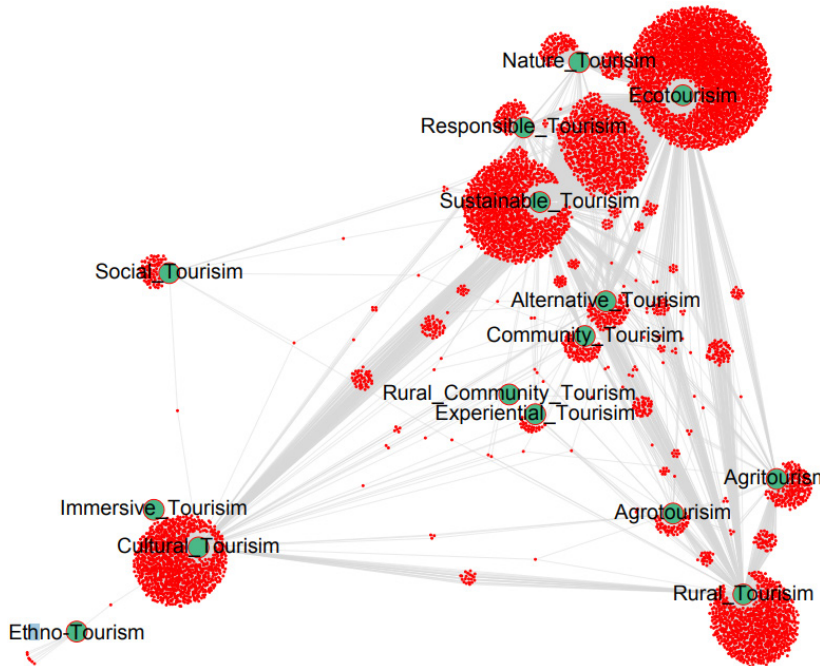 Nature_Tourisim
Ecotourisim
Responsible_Tourisim
Sustainable_Tourisim
Social_Tourisim
Alternative_Tourisim
Community_Tourisim
Rural_Community_Tourism
Experiential_Tourisim
Agritourism
Immersive_Tourisim
Agrotourisim
Cultural_Tourisim
Rural_Tourisim
Ethno-Tourism